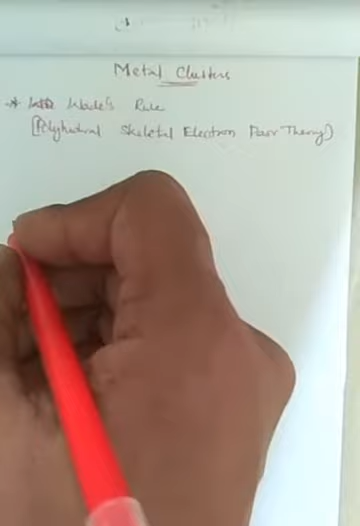 Metal Clusters
* Wade's Rule
(Polyhedral Skeletal Electron Pair Theory)